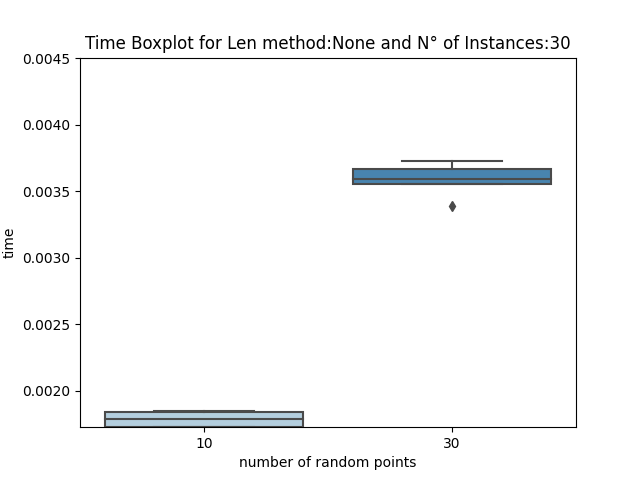 Time Boxplot for Len method:None and N° of Instances:30
0.0045
0.0040
0.0035
0.0030
0.0025
0.0020
time
10 30
number of random points